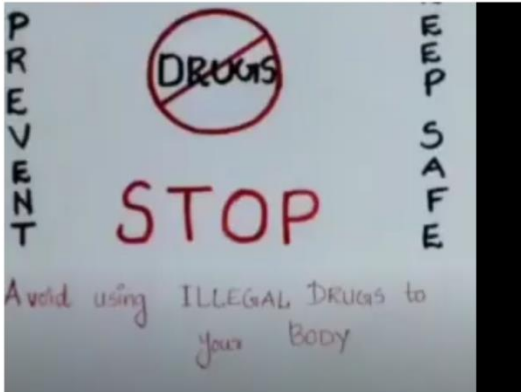 PREVENT
DRUGS
STOP
EEP SAFE
Avoid using ILLEGAL DRUGS to
your BODY